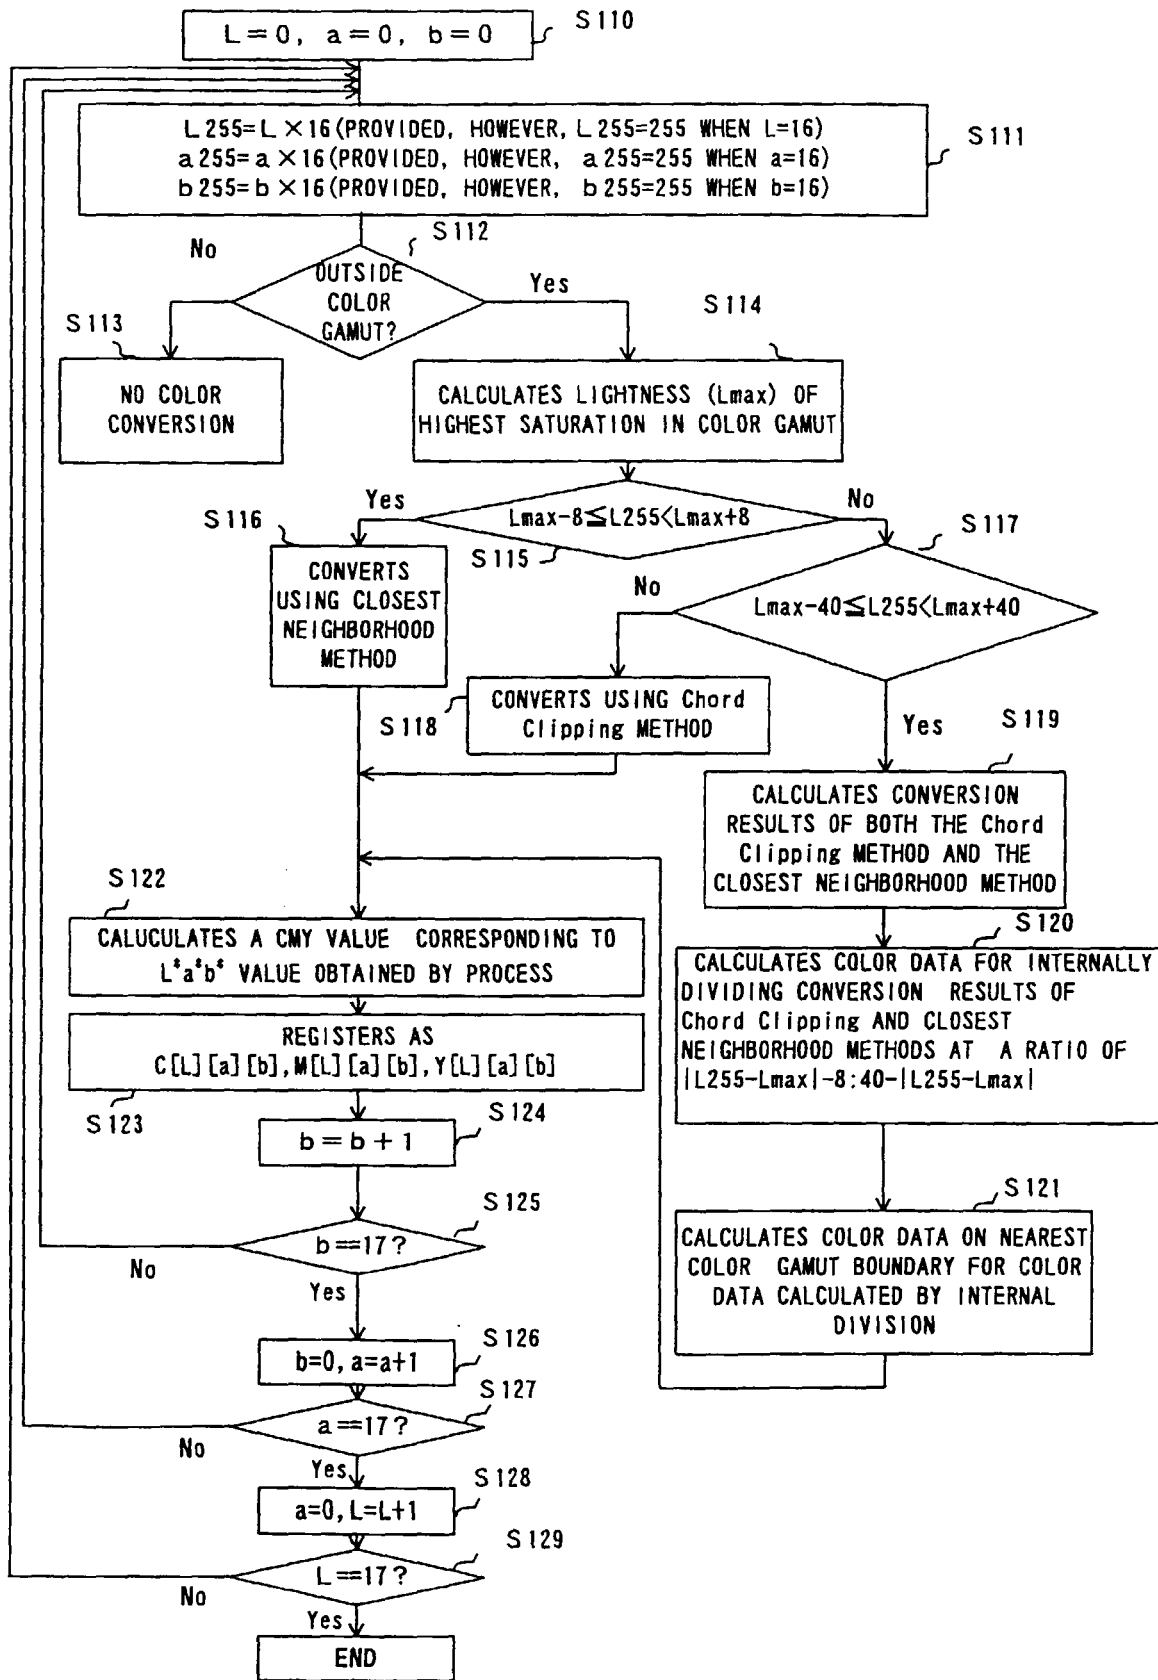 L=0, a=0, b=0
S110
L255=L×16(PROVIDED, HOWEVER, L255=255 WHEN L=16)
a255=a×16(PROVIDED, HOWEVER, a255=255 WHEN a=16)
b255=b×16(PROVIDED, HOWEVER, b255=255 WHEN b=16)
S111
No
S112
OUTSIDE
COLOR
GAMUT?
Yes
S113
NO COLOR
CONVERSION
S114
CALCULATES LIGHTNESS (Lmax) OF
HIGHEST SATURATION IN COLOR GAMUT
Yes
Lmax-8≦L255<Lmax+8
No
S115
S116
CONVERTS
USING CLOSEST
NEIGHBORHOOD
METHOD
S117
No
Lmax-40≦L255<Lmax+40
Yes
S118
CONVERTS USING Chord
Clipping METHOD
S119
CALCULATES CONVERSION
RESULTS OF BOTH THE Chord
Clipping METHOD AND THE
CLOSEST NEIGHBORHOOD METHOD
S120
CALCULATES COLOR DATA FOR INTERNALLY
DIVIDING CONVERSION RESULTS OF
Chord Clipping AND CLOSEST
NEIGHBORHOOD METHODS AT A RATIO OF
|L255-Lmax|-8:40-|L255-Lmax|
S121
CALCULATES COLOR DATA ON NEAREST
COLOR GAMUT BOUNDARY FOR COLOR
DATA CALCULATED BY INTERNAL
DIVISION
S122
CALUCULATES A CMY VALUE CORRESPONDING TO
L*a*b* VALUE OBTAINED BY PROCESS
REGISTERS AS
C[L][a][b],M[L][a][b],Y[L][a][b]
S123
S124
b=b+1
S125
b==17?
No
Yes
S126
b=0,a=a+1
S127
a==17?
No
Yes
S128
a=0,L=L+1
S129
L==17?
No
Yes
END